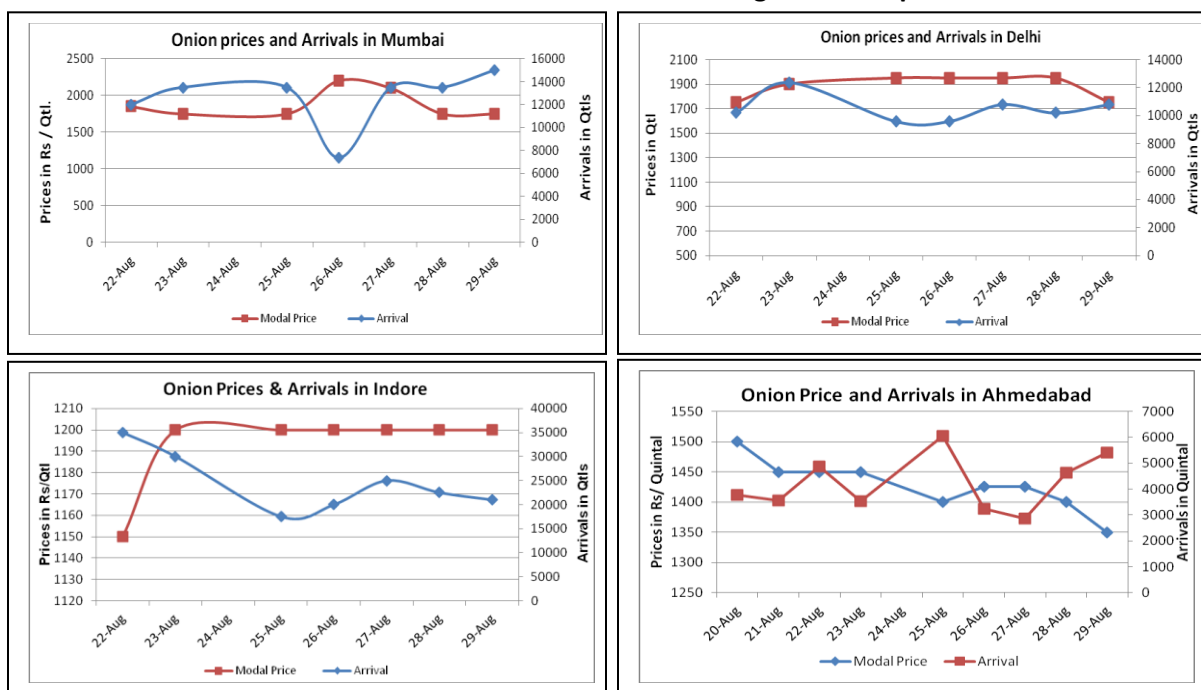 Onion prices and Arrivals in Mumbai
Prices in Rs / Qtl.
2500
2000
1500
1000
500
0
16000
14000
12000
10000
8000
6000
4000
2000
0
Arrivals in Qtls
22-Aug
23-Aug
24-Aug
25-Aug
26-Aug
27-Aug
28-Aug
29-Aug
Modal Price
Arrival
Onion prices and Arrivals in Delhi
Prices in Qtl
2100
1900
1700
1500
1300
1100
900
700
500
14000
12000
10000
8000
6000
4000
2000
0
Arrivals in Qtls
22-Aug
23-Aug
24-Aug
25-Aug
26-Aug
27-Aug
28-Aug
29-Aug
Modal Price
Arrival
Onion Prices & Arrivals in Indore
Prices in Rs/Qtl
1210
1200
1190
1180
1170
1160
1150
1140
1130
1120
40000
35000
30000
25000
20000
15000
10000
5000
0
Arrivals in Qtls
22-Aug
23-Aug
24-Aug
25-Aug
26-Aug
27-Aug
28-Aug
29-Aug
Modal Price
Arrival
Onion Price and Arrivals in Ahmedabad
Prices in Rs/ Quintal
1550
1500
1450
1400
1350
1300
1250
7000
6000
5000
4000
3000
2000
1000
0
Arrivals in Quintal
20-Aug
21-Aug
22-Aug
23-Aug
24-Aug
25-Aug
26-Aug
27-Aug
28-Aug
29-Aug
Modal Price
Arrival